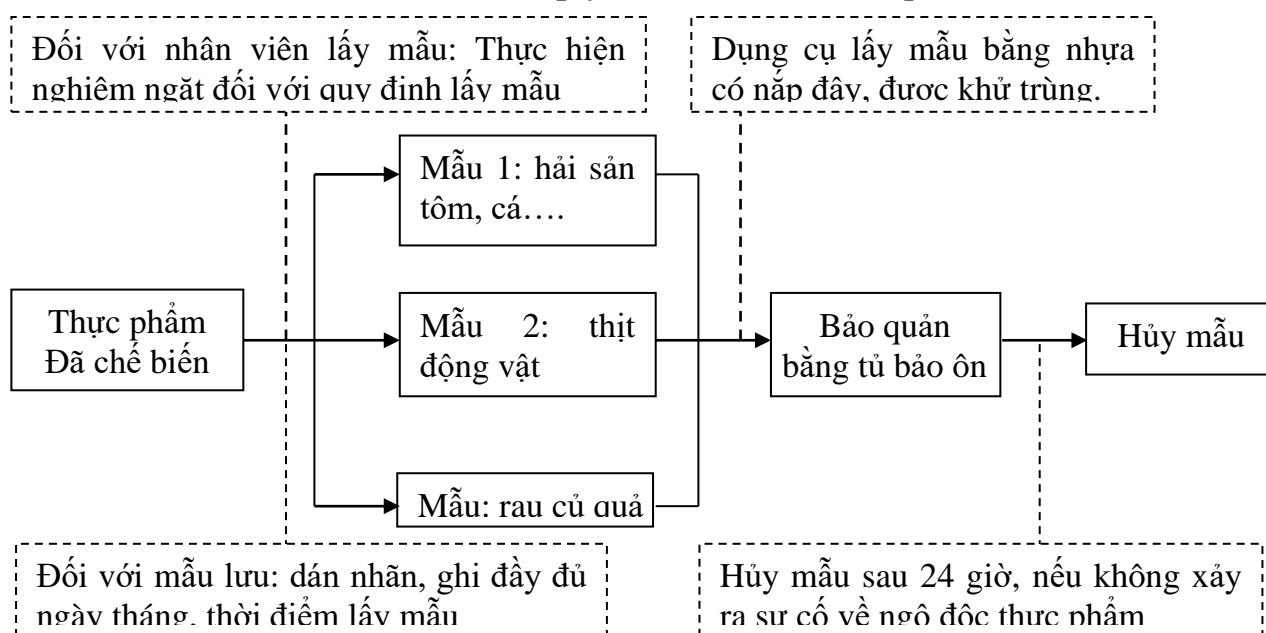 Đối với nhân viên lấy mẫu: Thực hiện
nghiêm ngặt đối với quy định lấy mẫu
Dụng cụ lấy mẫu bằng nhựa
có nắp đây, được khử trùng.
Mẫu 1: hải sản
tôm, cá….
Thực phẩm
Đã chế biến
Mẫu 2: thịt
động vật
Bảo quản
bằng tủ bảo ôn
Hủy mẫu
Mẫu: rau củ quả
Đối với mẫu lưu: dán nhãn, ghi đầy đủ
ngày tháng, thời điểm lấy mẫu
Hủy mẫu sau 24 giờ, nếu không xảy
ra sự cố về ngộ độc thực phẩm